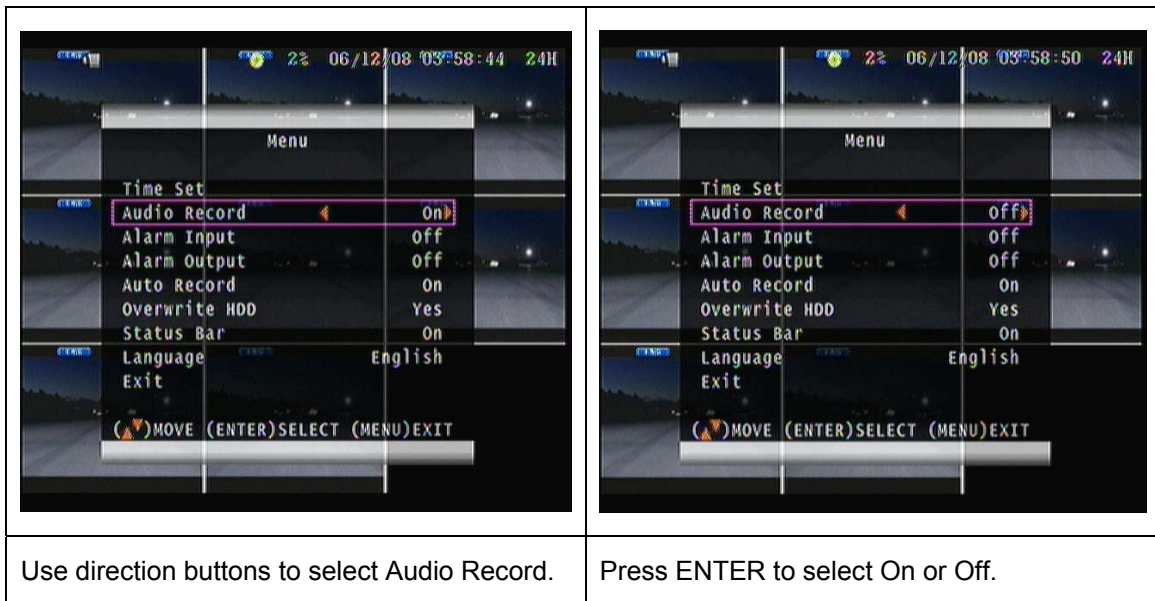 2% 06/12/08 03:58:44 24H
Menu
Time Set
Audio Record On
Alarm Input Off
Alarm Output Off
Auto Record On
Overwrite HDD Yes
Status Bar On
Language English
Exit
()MOVE (ENTER)SELECT (MENU)EXIT
2% 06/12/08 03:58:50 24H
Menu
Time Set
Audio Record Off
Alarm Input Off
Alarm Output Off
Auto Record On
Overwrite HDD Yes
Status Bar On
Language English
Exit
()MOVE (ENTER)SELECT (MENU)EXIT
Use direction buttons to select Audio Record.
Press ENTER to select On or Off.